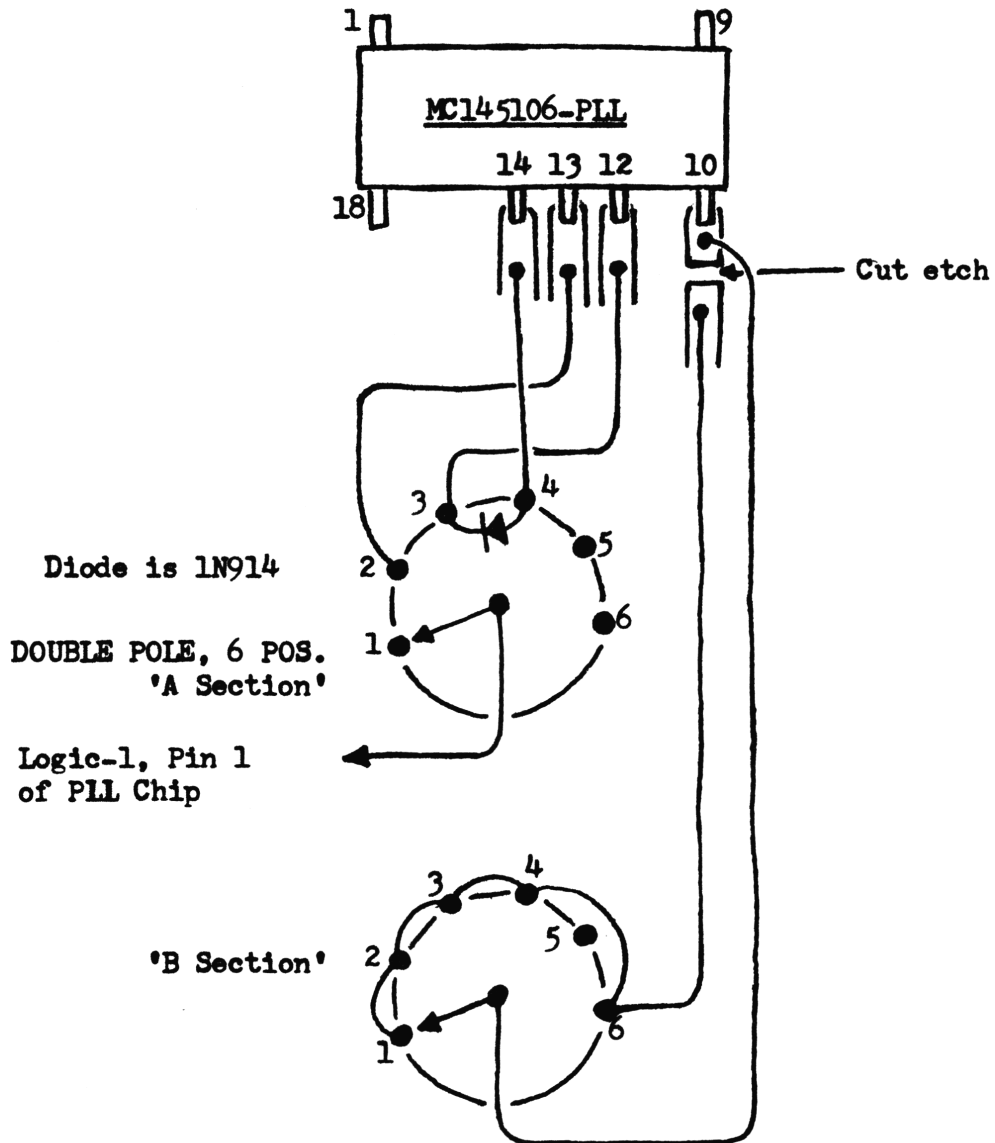 1
9
MC145106-PLL
14 13 12 10
18
Cut etch
3
4
5
2
6
1
Diode is 1N914
DOUBLE POLE, 6 POS.
'A Section'
Logic-1, Pin 1
of PLL Chip
4
3
5
2
'B Section'
6
1